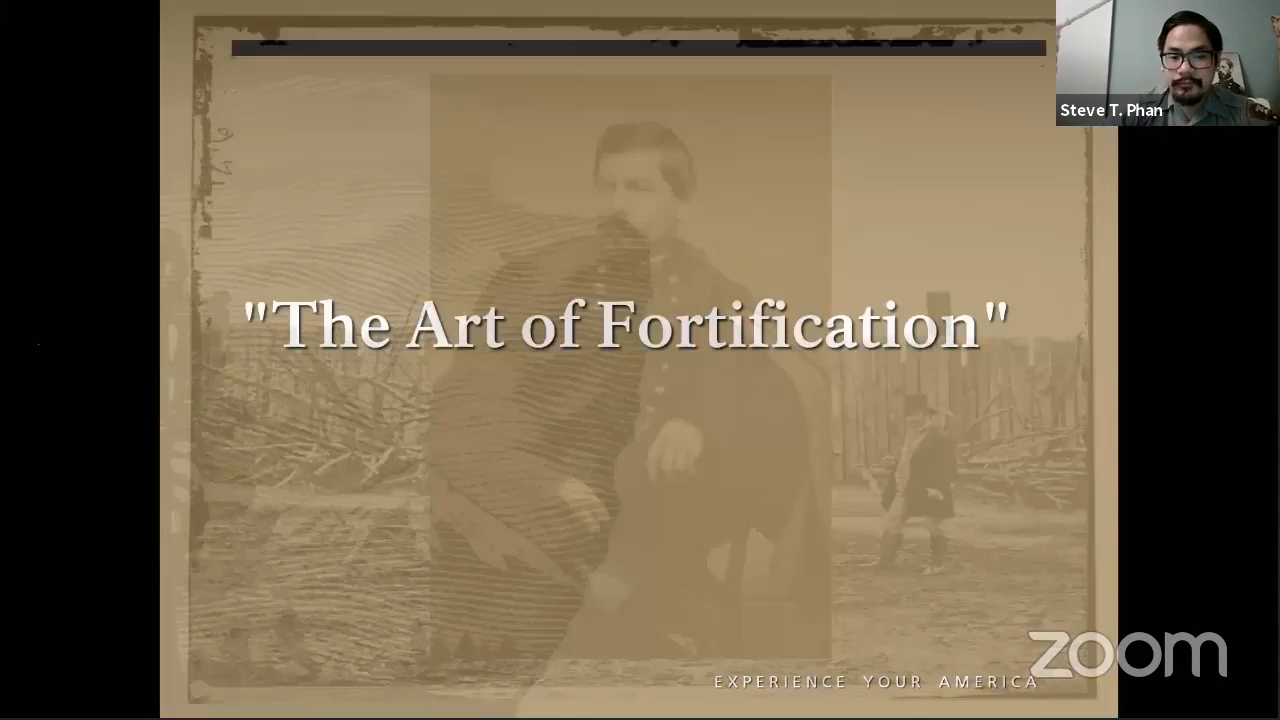 Steve T. Phan
"The Art of Fortification"
zoom
EXPERIENCE YOUR AMERICA